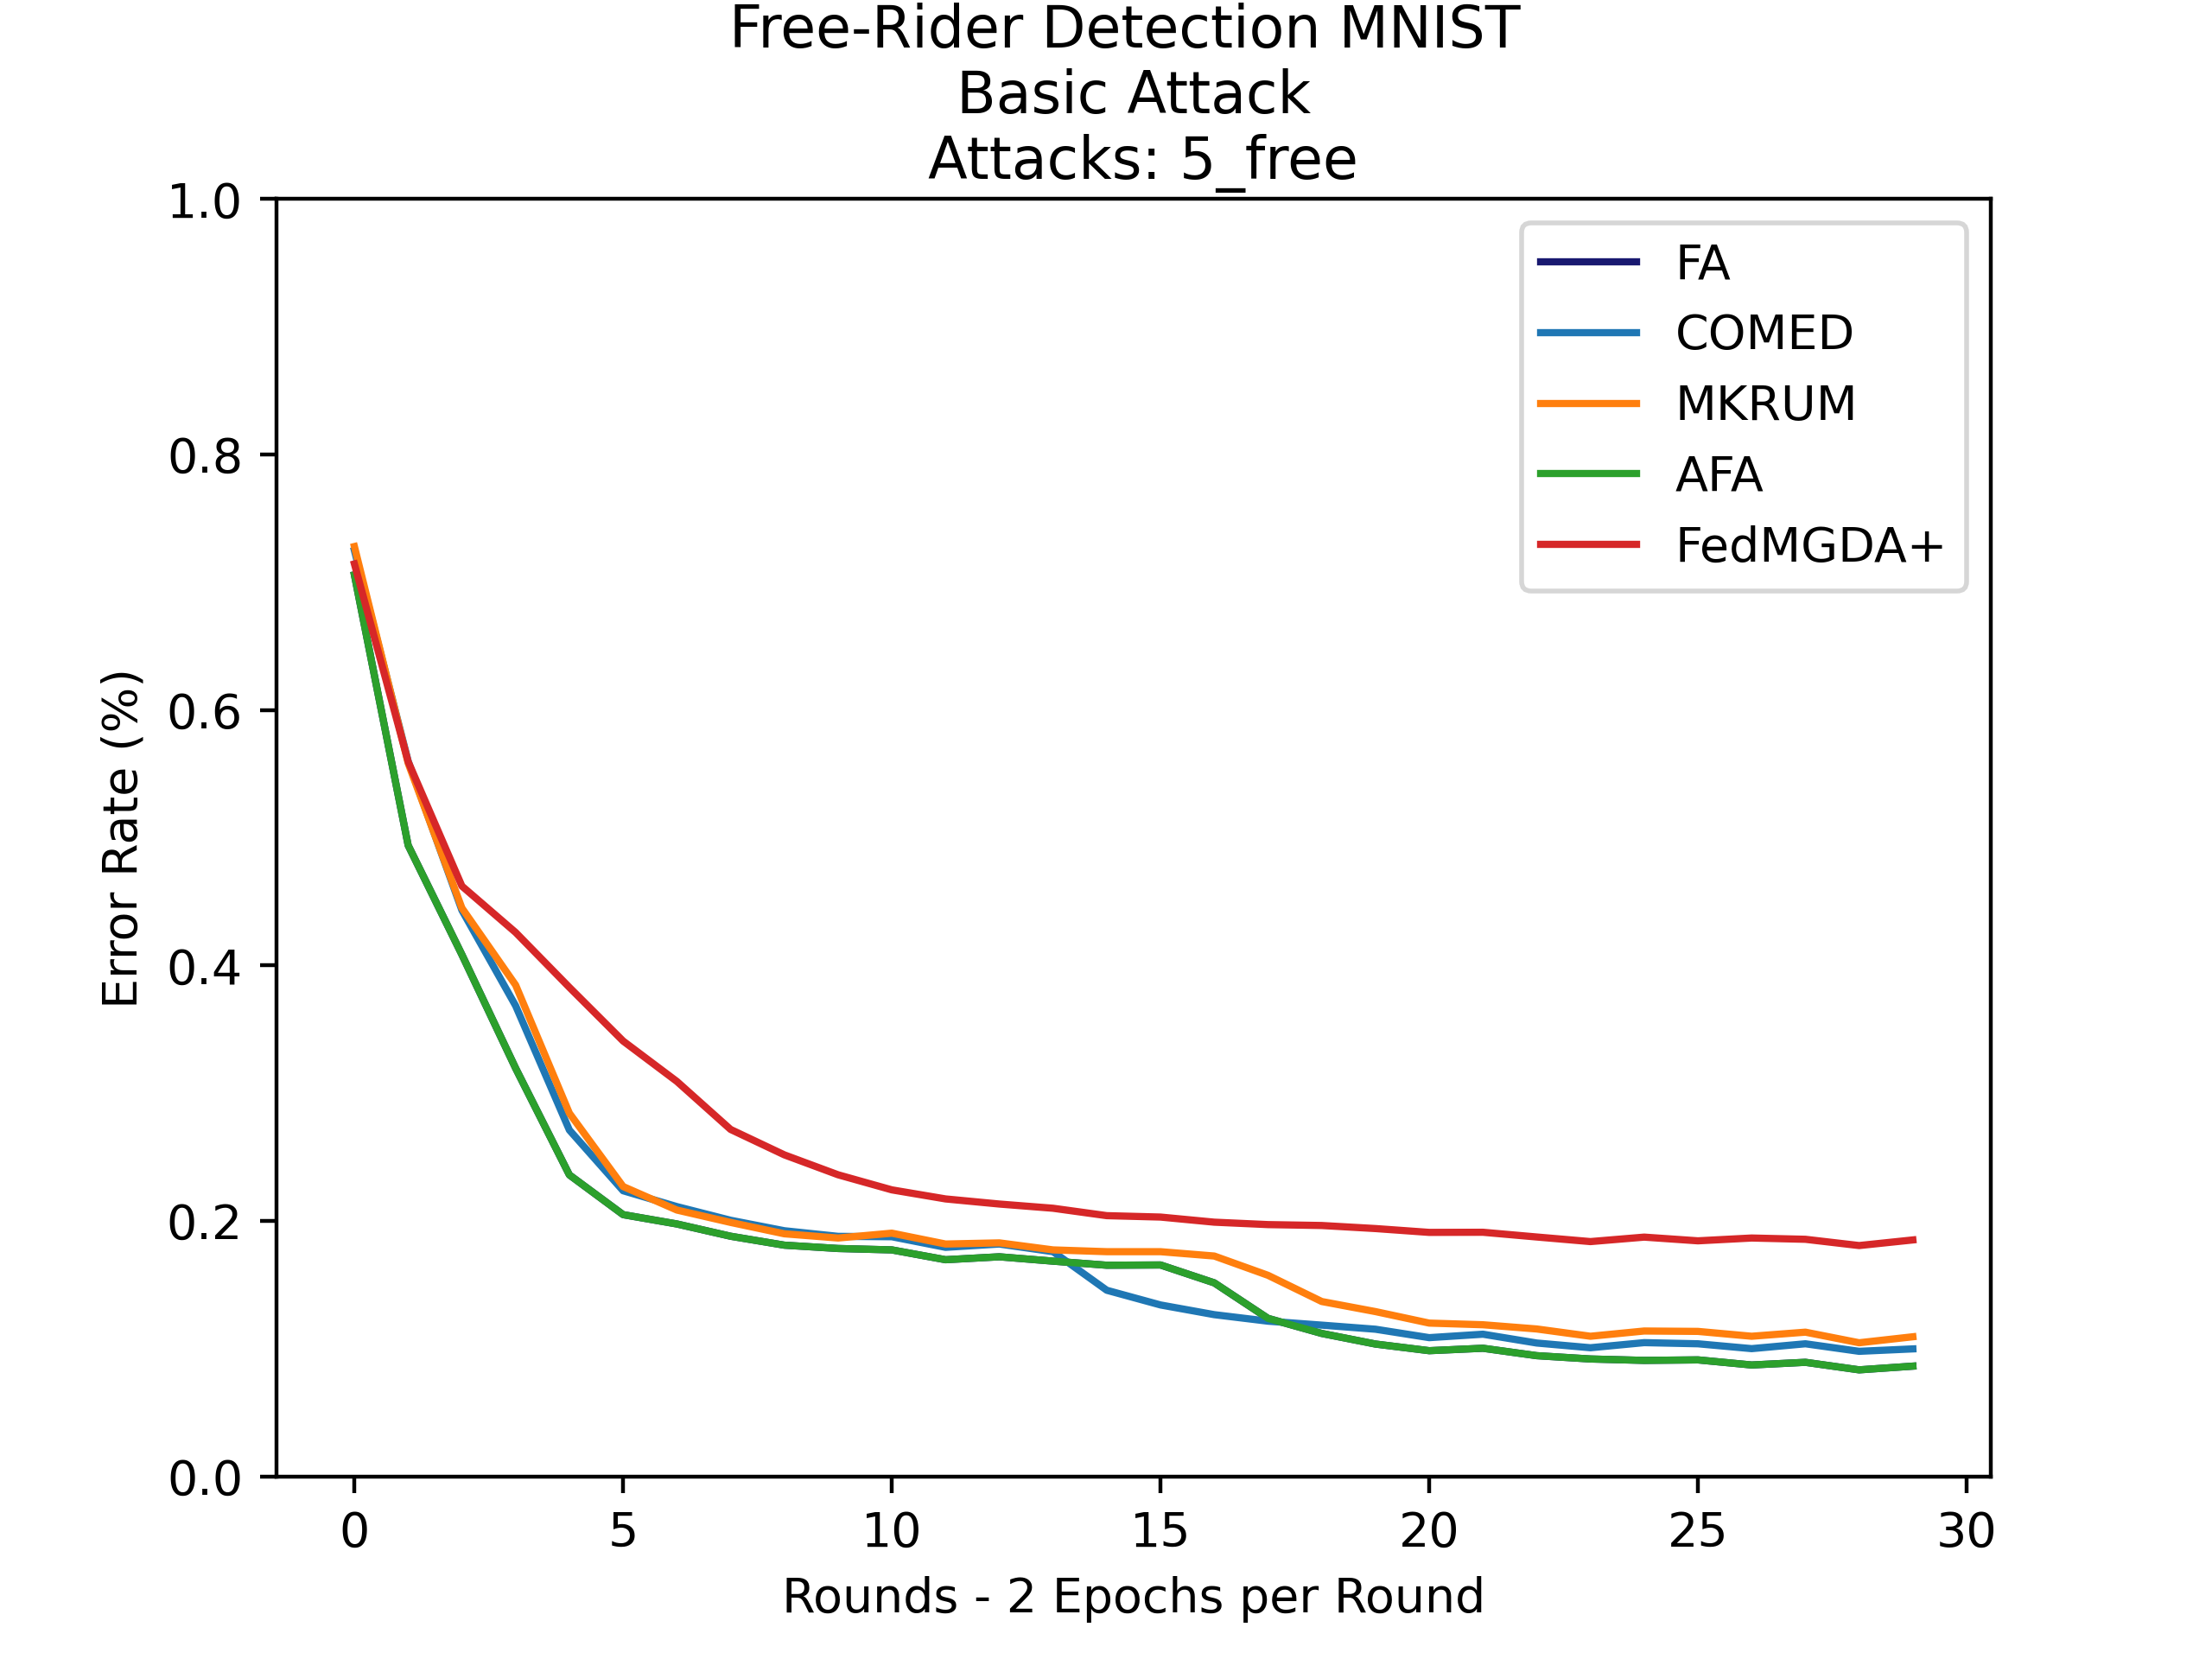 Free-Rider Detection MNIST
Basic Attack
Attacks: 5_free
1.0
0.8
0.6
0.4
0.2
0.0
Error Rate (%)
FA
COMED
MKRUM
AFA
FedMGDA+
0 5 10 15 20 25 30
Rounds - 2 Epochs per Round